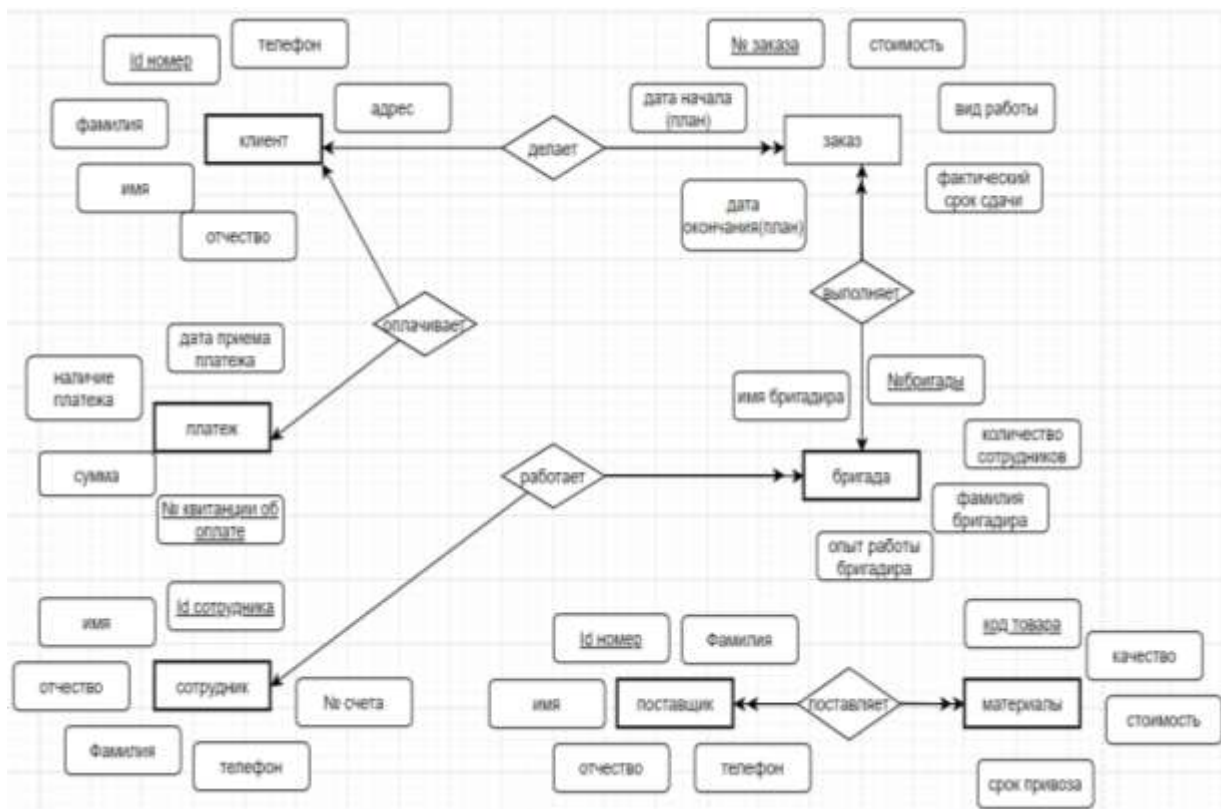 Id номер
телефон
№ заказа
стоимость
фамилия
адрес
дата начала
(план)
вид работы
клиент
делает
заказ
имя
фактический
срок сдачи
отчество
дата
окончания(план)
выполняет
оплачивает
дата приема
платежа
наличие
платежа
имя бригадира
№бригады
платеж
количество
сотрудников
сумма
работает
бригада
№ квитанции об
оплате
фамилия
бригадира
опыт работы
бригадира
имя
Id сотрудника
Id номер
Фамилия
код товара
качество
отчество
сотрудник
№ счета
имя
поставщик
поставляет
материалы
стоимость
Фамилия
телефон
отчество
телефон
срок привоза